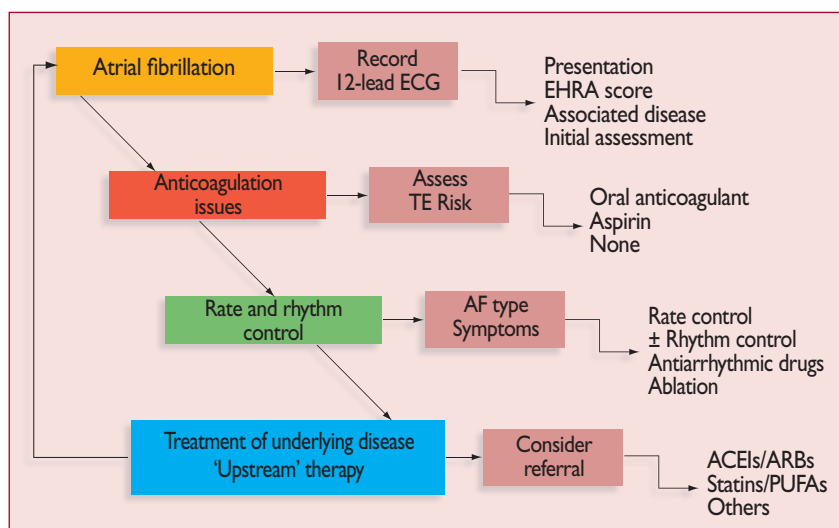 Atrial fibrillation
Record
12-lead ECG
Presentation
EHRA score
Associated disease
Initial assessment
Anticoagulation
issues
Assess
TE Risk
Oral anticoagulant
Aspirin
None
Rate and rhythm
control
AF type
Symptoms
Rate control
± Rhythm control
Antiarrhythmic drugs
Ablation
Treatment of underlying disease
‘Upstream’ therapy
Consider
referral
ACEIs/ARBs
Statins/PUFAs
Others